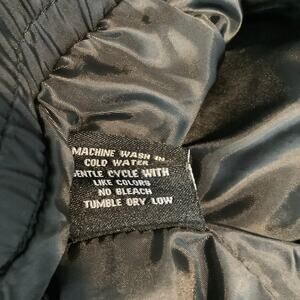 MACHINE WASH IN
COLD WATER
GENTLE CYCLE WITH
LIKE COLORS
NO BLEACH
TUMBLE DRY LOW